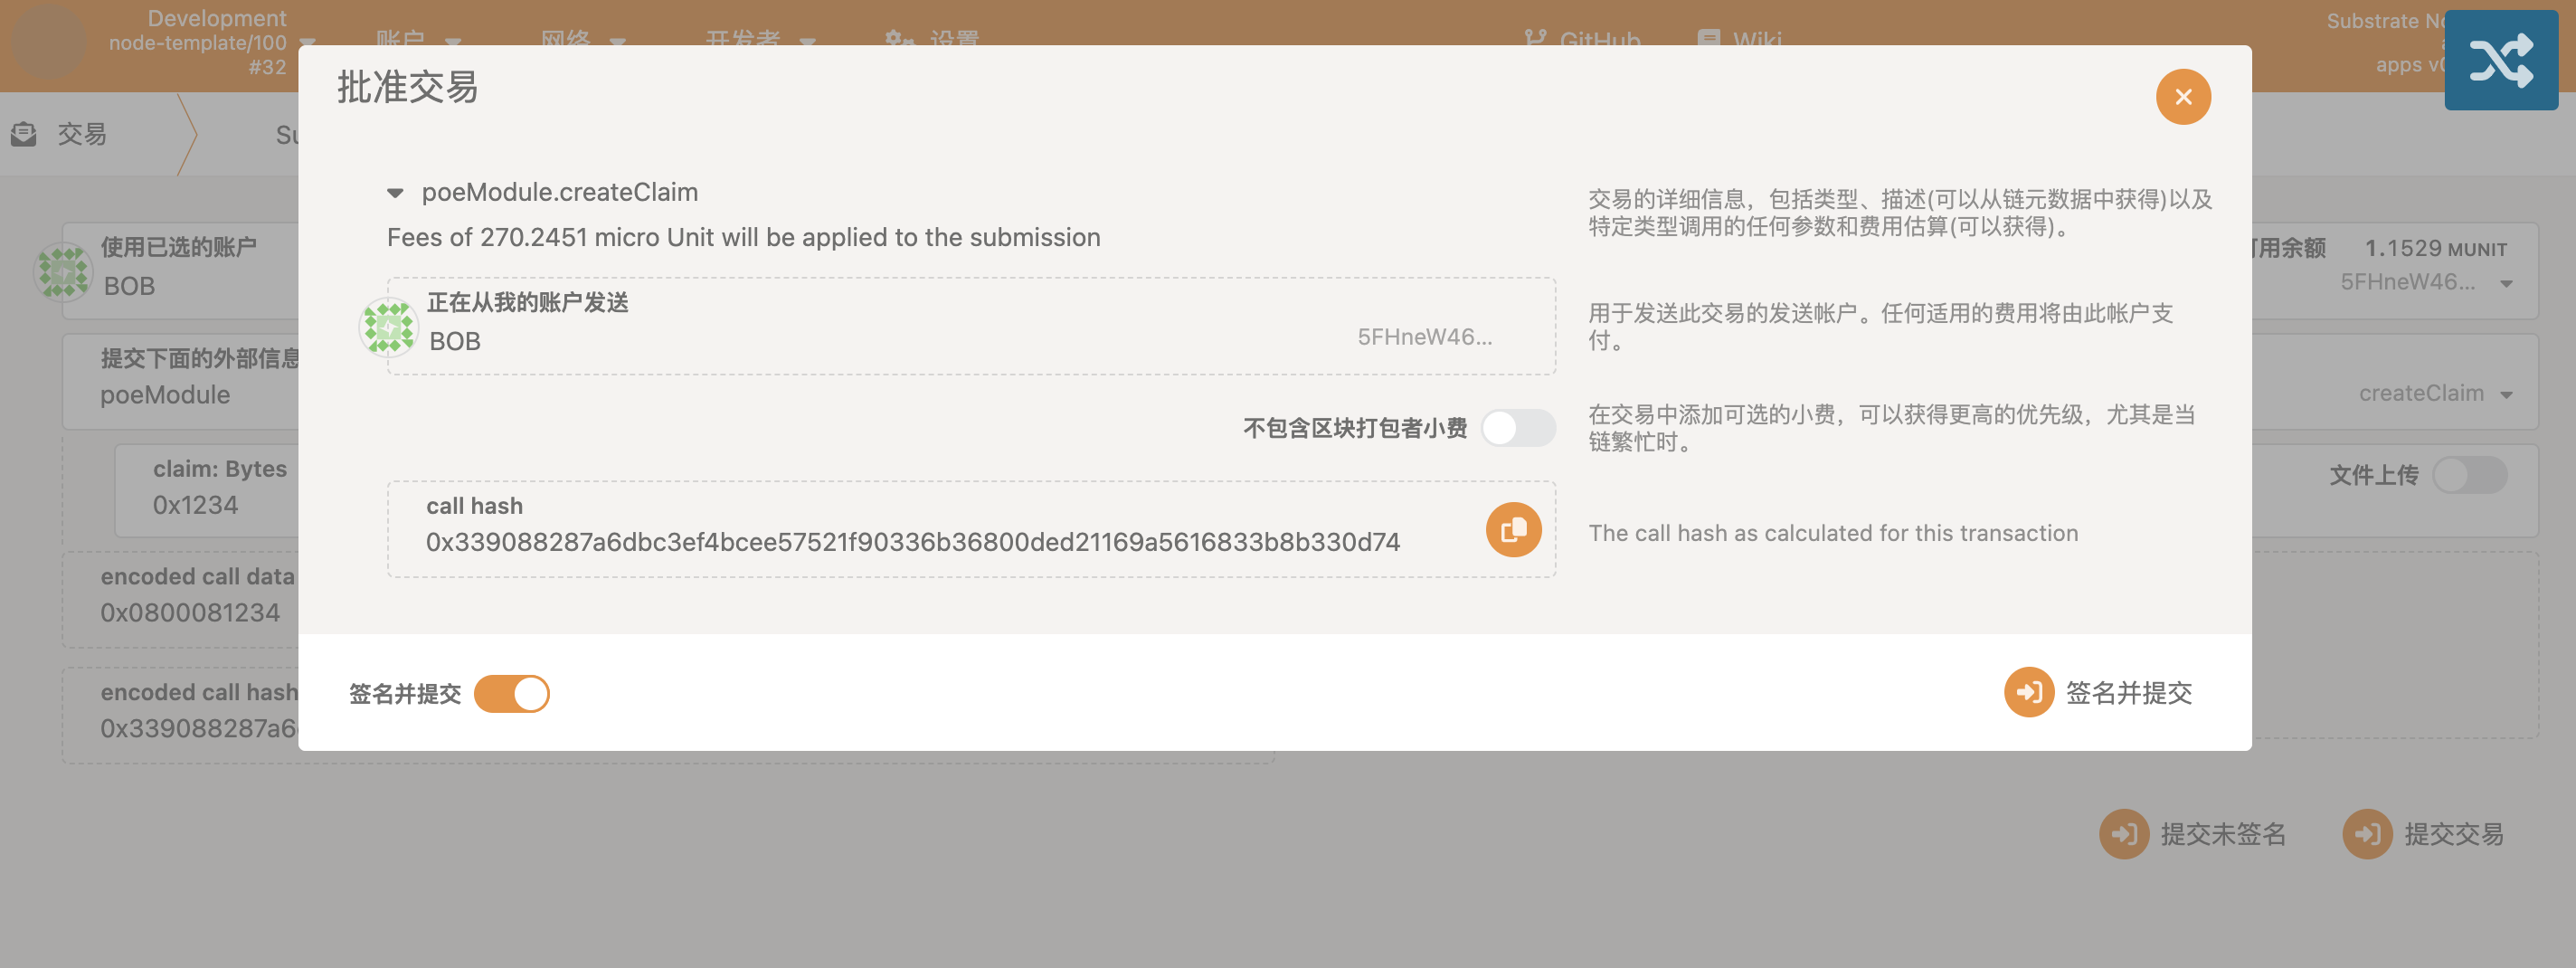 Development
node-template/100
#32
账户
网络
开发者
设置
GitHub
Wiki
Substrate
apps
交易
批准交易
poeModule.createClaim
Fees of 270.2451 micro Unit will be applied to the submission
交易的详细信息，包括类型、描述(可以从链元数据中获得)以及
特定类型调用的任何参数和费用估算(可以获得)。
使用已选的账户
BOB
可用余额
1.1529 MUNIT
5FHneW46...
正在从我的账户发送
BOB
5FHneW46...
用于发送此交易的发送帐户。任何适用的费用将由此帐户支
付。
提交下面的外部信息
poeModule
createClaim
不包含区块打包者小费
在交易中添加可选的小费，可以获得更高的优先级，尤其是当
链繁忙时。
claim: Bytes
0x1234
文件上传
call hash
0x339088287a6dbc3ef4bcee57521f90336b36800ded21169a5616833b8b330d74
The call hash as calculated for this transaction
encoded call data
0x0800081234
encoded call hash
0x339088287a6
签名并提交
签名并提交
提交未签名
提交交易